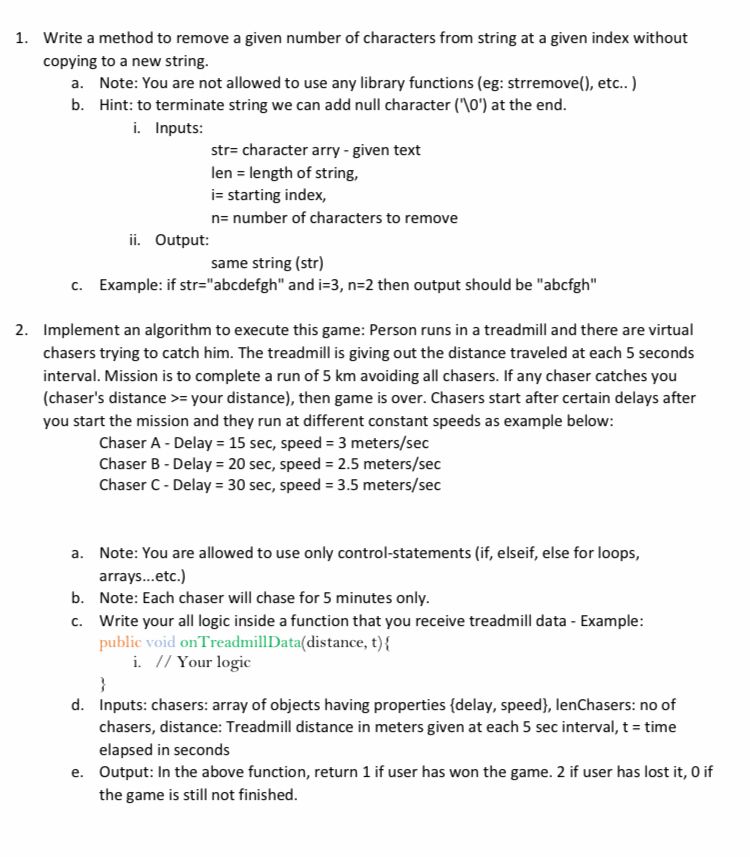 1. Write a method to remove a given number of characters from string at a given index without
copying to a new string.
a. Note: You are not allowed to use any library functions (eg: strremove(), etc.. )
b. Hint: to terminate string we can add null character ('\0') at the end.
i. Inputs:
str= character arry - given text
len = length of string,
i= starting index,
n= number of characters to remove
ii. Output:
same string (str)
c. Example: if str="abcdefgh" and i=3, n=2 then output should be "abcfgh"
2. Implement an algorithm to execute this game: Person runs in a treadmill and there are virtual
chasers trying to catch him. The treadmill is giving out the distance traveled at each 5 seconds
interval. Mission is to complete a run of 5 km avoiding all chasers. If any chaser catches you
(chaser's distance >= your distance), then game is over. Chasers start after certain delays after
you start the mission and they run at different constant speeds as example below:
Chaser A - Delay = 15 sec, speed = 3 meters/sec
Chaser B - Delay = 20 sec, speed = 2.5 meters/sec
Chaser C - Delay = 30 sec, speed = 3.5 meters/sec
a. Note: You are allowed to use only control-statements (if, elseif, else for loops,
arrays...etc.)
b. Note: Each chaser will chase for 5 minutes only.
c. Write your all logic inside a function that you receive treadmill data - Example:
public void onTreadmillData(distance, t){
i. // Your logic
}
d. Inputs: chasers: array of objects having properties {delay, speed}, lenChasers: no of
chasers, distance: Treadmill distance in meters given at each 5 sec interval, t = time
elapsed in seconds
e. Output: In the above function, return 1 if user has won the game. 2 if user has lost it, 0 if
the game is still not finished.